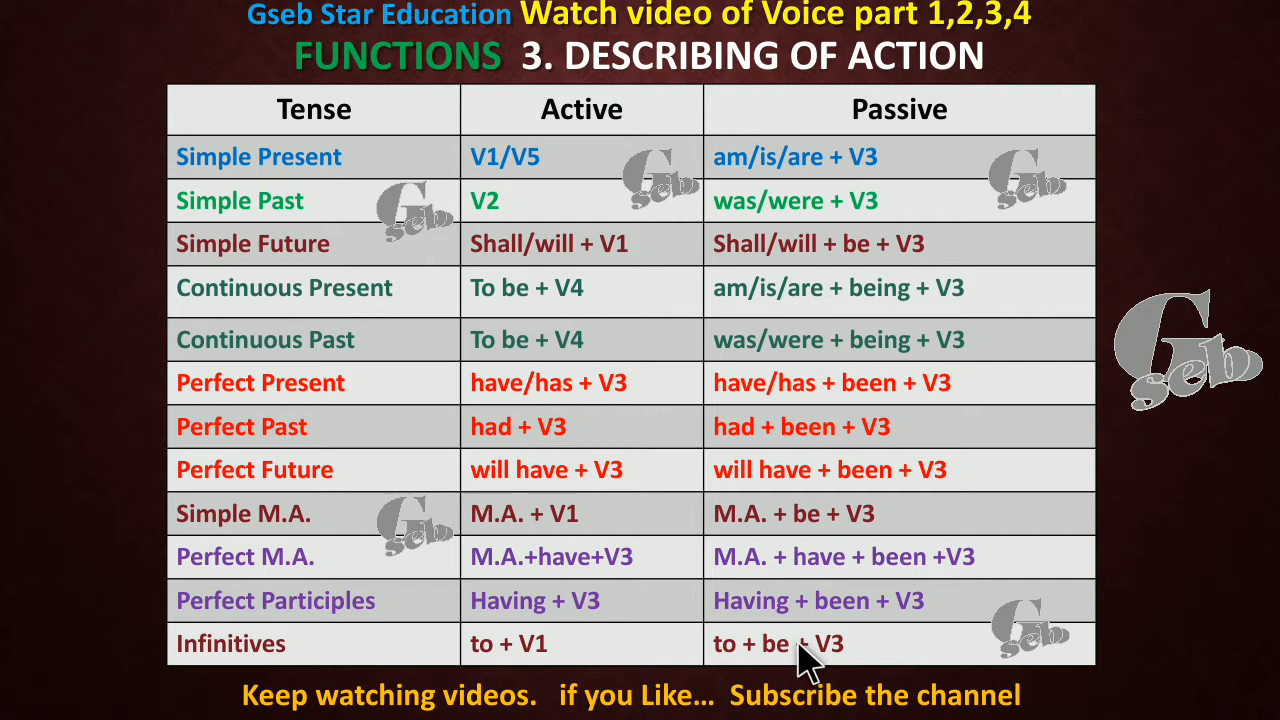 Gseb Star Education Watch video of Voice part 1,2,3,4
FUNCTIONS 3. DESCRIBING OF ACTION
Tense Active Passive
Simple Present V1/V5 am/is/are + V3
Simple Past V2 was/were + V3
Simple Future Shall/will + V1 Shall/will + be + V3
Continuous Present To be + V4 am/is/are + being + V3
Continuous Past To be + V4 was/were + being + V3
Perfect Present have/has + V3 have/has + been + V3
Perfect Past had + V3 had + been + V3
Perfect Future will have + V3 will have + been + V3
Simple M.A. M.A. + V1 M.A. + be + V3
Perfect M.A. M.A.+have+V3 M.A. + have + been +V3
Perfect Participles Having + V3 Having + been + V3
Infinitives to + V1 to + be + V3
Keep watching videos. if you Like... Subscribe the channel
Gseb
Gseb
Gseb
Gseb
Gseb
Gseb